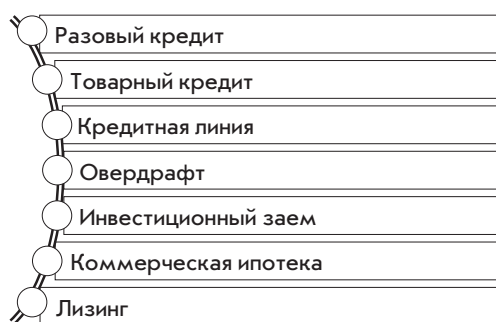 Разовый кредит
Товарный кредит
Кредитная линия
Овердрафт
Инвестиционный заем
Коммерческая ипотека
Лизинг